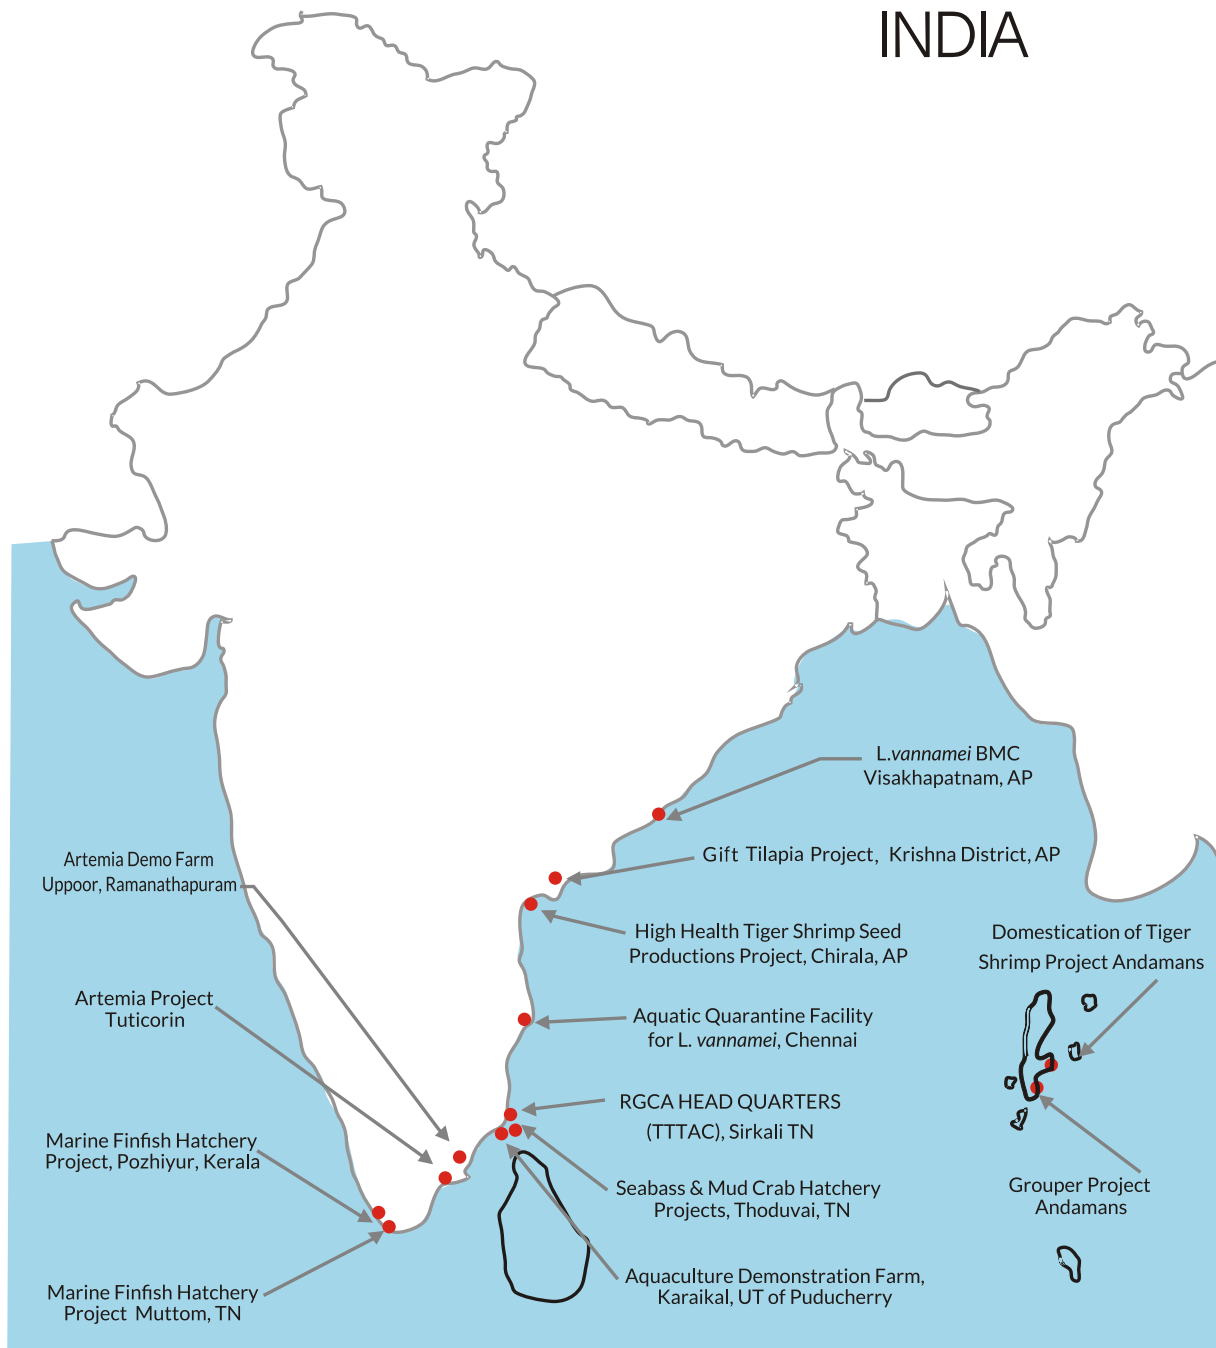 INDIA
L.vannamei BMC
Visakhapatnam, AP
Artemia Demo Farm
Uppoor, Ramanathapuram
Gift Tilapia Project, Krishna District, AP
High Health Tiger Shrimp Seed
Productions Project, Chirala, AP
Domestication of Tiger
Shrimp Project Andamans
Artemia Project
Tuticorin
Aquatic Quarantine Facility
for L. vannamei, Chennai
RGCA HEAD QUARTERS
(TTTAC), Sirkali TN
Marine Finfish Hatchery
Project, Pozhiyur, Kerala
Seabass & Mud Crab Hatchery
Projects, Thoduvai, TN
Grouper Project
Andamans
Marine Finfish Hatchery
Project Muttom, TN
Aquaculture Demonstration Farm,
Karaikal, UT of Puducherry